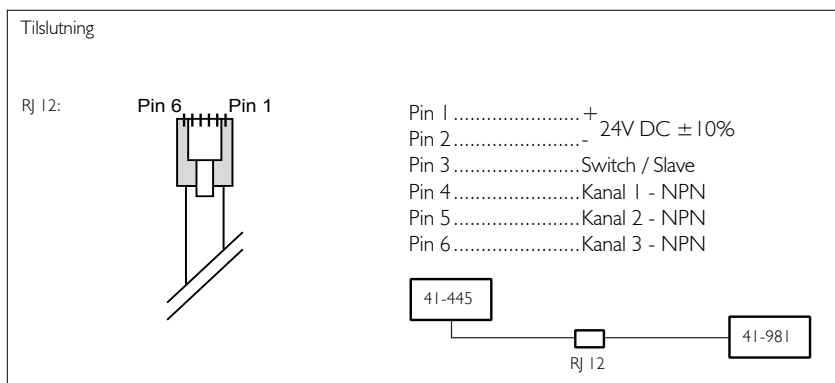 Tilslutning
RJ 12:
Pin 6 Pin 1
Pin 1.......................+
24V DC ±10%
Pin 2.......................-
Pin 3.......................Switch / Slave
Pin 4.......................Kanal 1 - NPN
Pin 5.......................Kanal 2 - NPN
Pin 6.......................Kanal 3 - NPN
41-445
41-981
RJ 12